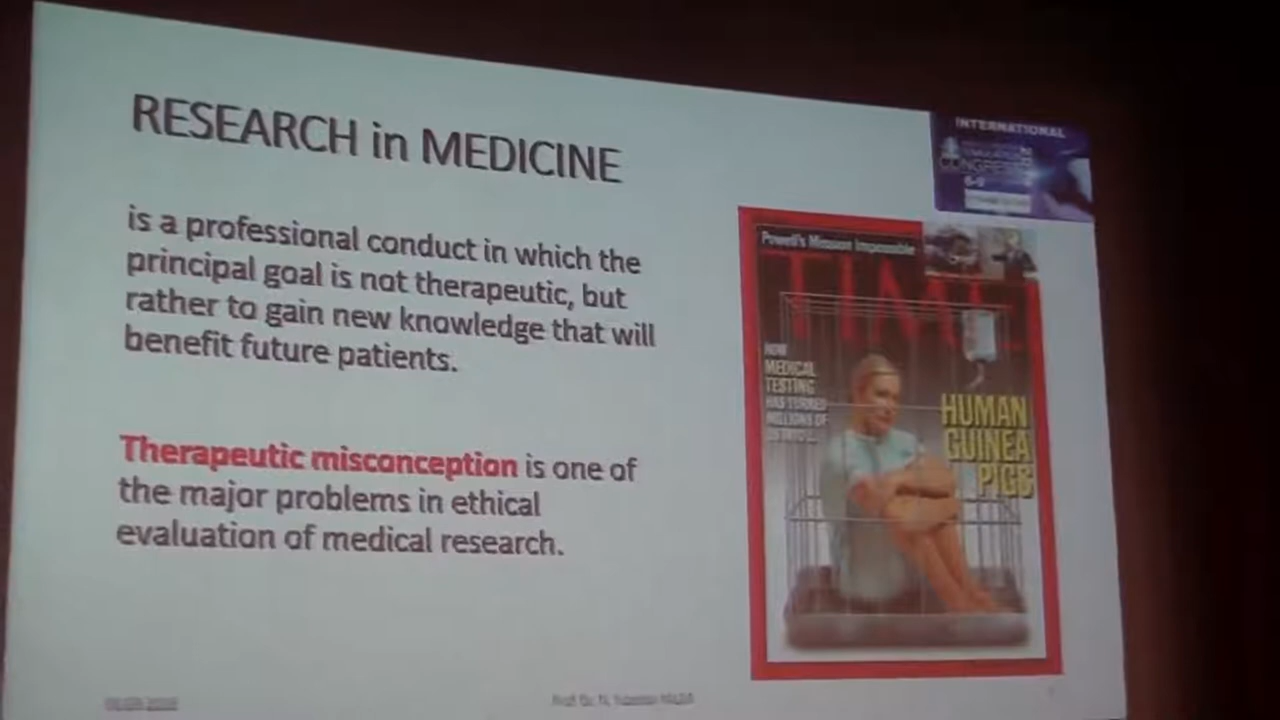 RESEARCH in MEDICINE
is a professional conduct in which the
principal goal is not therapeutic, but
rather to gain new knowledge that will
benefit future patients.
Therapeutic misconception is one of
the major problems in ethical
evaluation of medical research.
INTERNATIONAL
Powell's Mission Impossible
TIME
HOW
MEDICAL
TESTING
HAS TURNED
MILLIONS OF
HUMAN
GUINEA
PIGS
Prof. Dr. N.